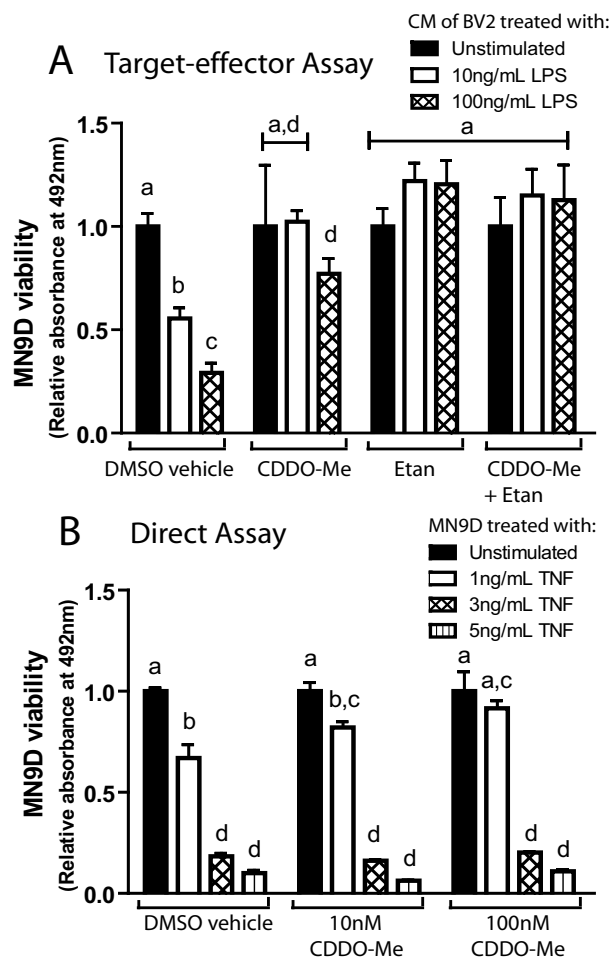 CM of BV2 treated with:
Unstimulated
10ng/mL LPS
100ng/mL LPS
A Target-effector Assay
MN9D viability
(Relative absorbance at 492nm)
1.5
1.0
0.5
0.0
a
b
c
a,d
d
a
DMSO vehicle
CDDO-Me
Etan
CDDO-Me
+ Etan
B Direct Assay
MN9D treated with:
Unstimulated
1ng/mL TNF
3ng/mL TNF
5ng/mL TNF
MN9D viability
(Relative absorbance at 492nm)
1.5
1.0
0.5
0.0
a
b
d
d
a
b,c
d
d
a
a,c
d
d
DMSO vehicle
10nM
CDDO-Me
100nM
CDDO-Me